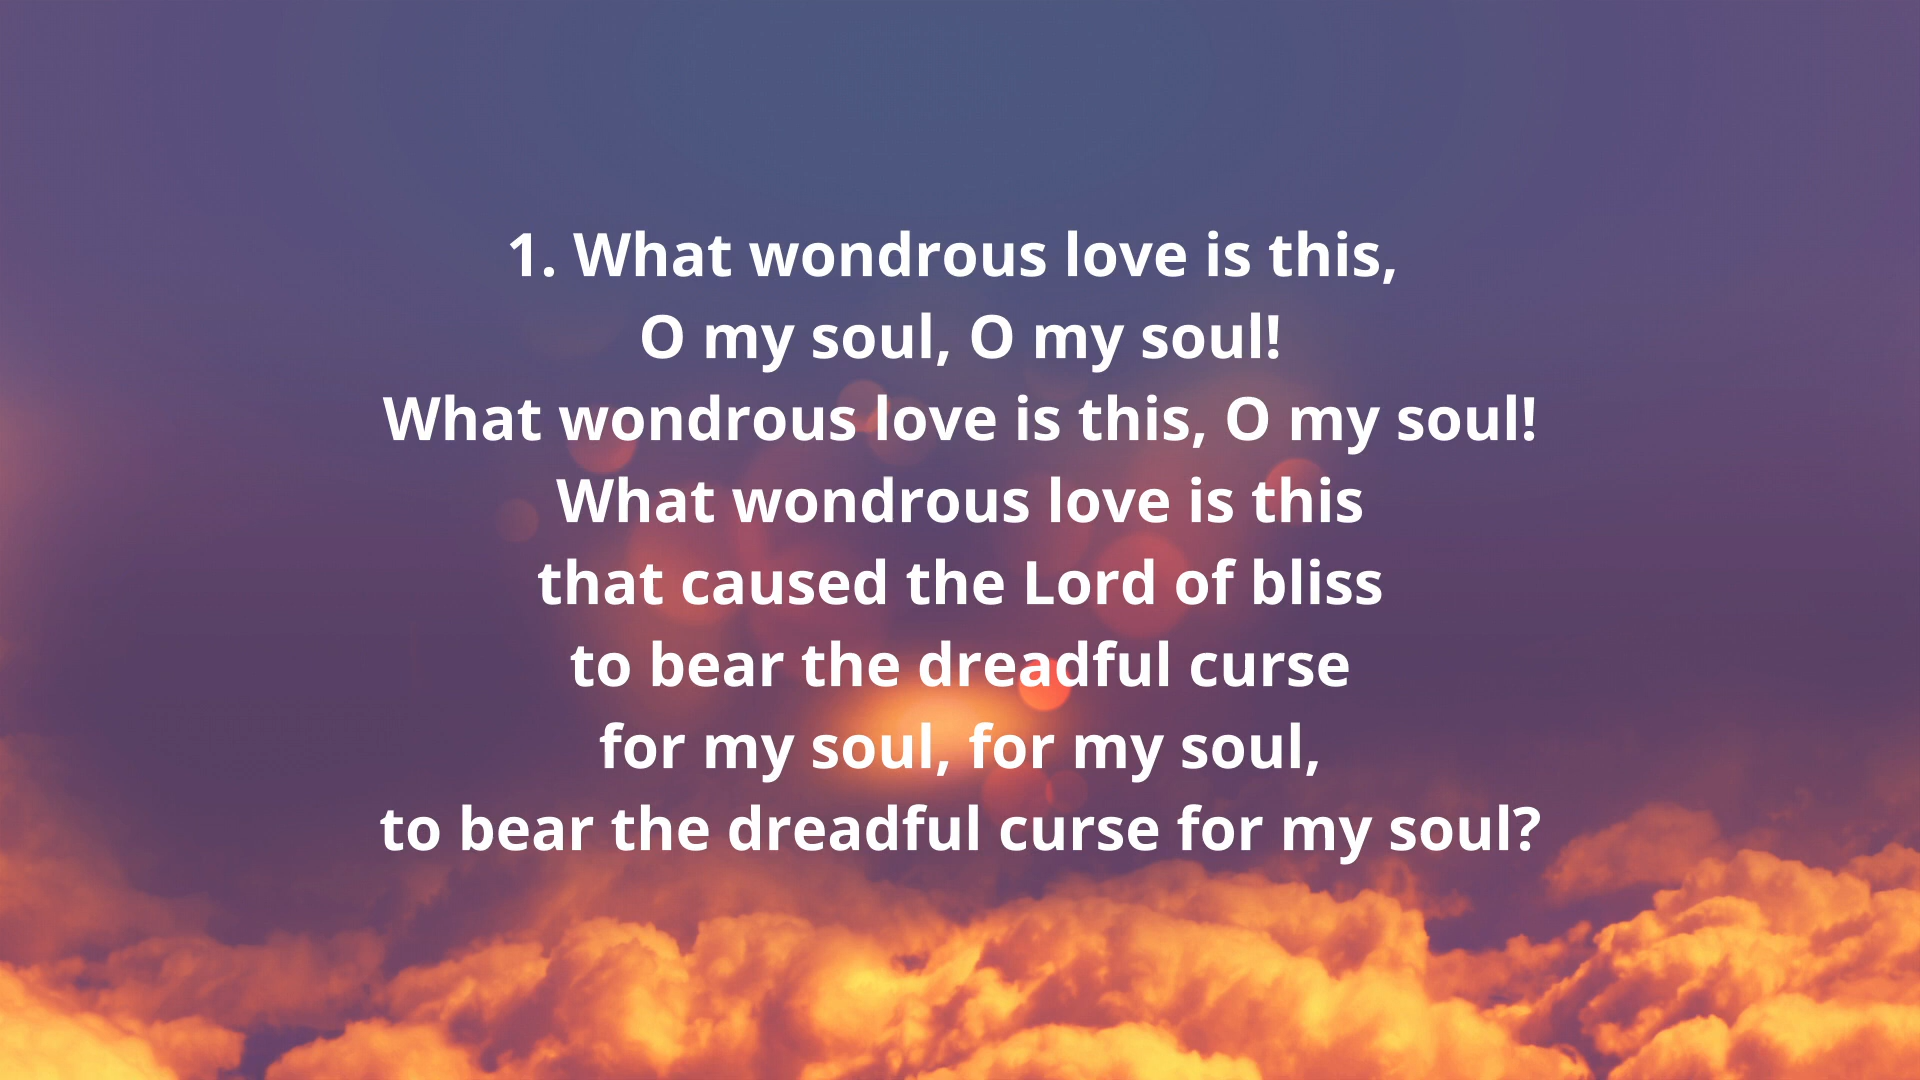 1. What wondrous love is this,
O my soul, O my soul!
What wondrous love is this, O my soul!
What wondrous love is this
that caused the Lord of bliss
to bear the dreadful curse
for my soul, for my soul,
to bear the dreadful curse for my soul?